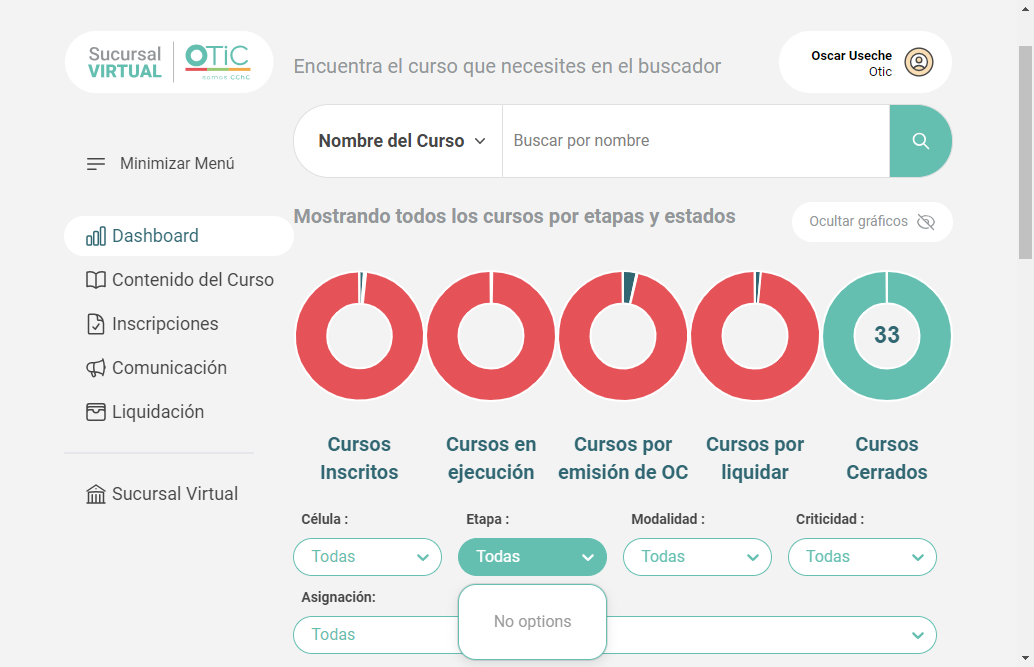 Sucursal
VIRTUAL
OTiC
somos CChC
Encuentra el curso que necesites en el buscador
Oscar Useche
Otic
Nombre del Curso
Buscar por nombre
Minimizar Menú
Mostrando todos los cursos por etapas y estados
Ocultar gráficos
Dashboard
Contenido del Curso
Inscripciones
Comunicación
Liquidación
Sucursal Virtual
33
Cursos
Inscritos
Cursos en
ejecución
Cursos por
emisión de OC
Cursos por
liquidar
Cursos
Cerrados
Célula :
Etapa :
Modalidad :
Criticidad :
Todas
Todas
Todas
Todas
Asignación:
Todas
No options